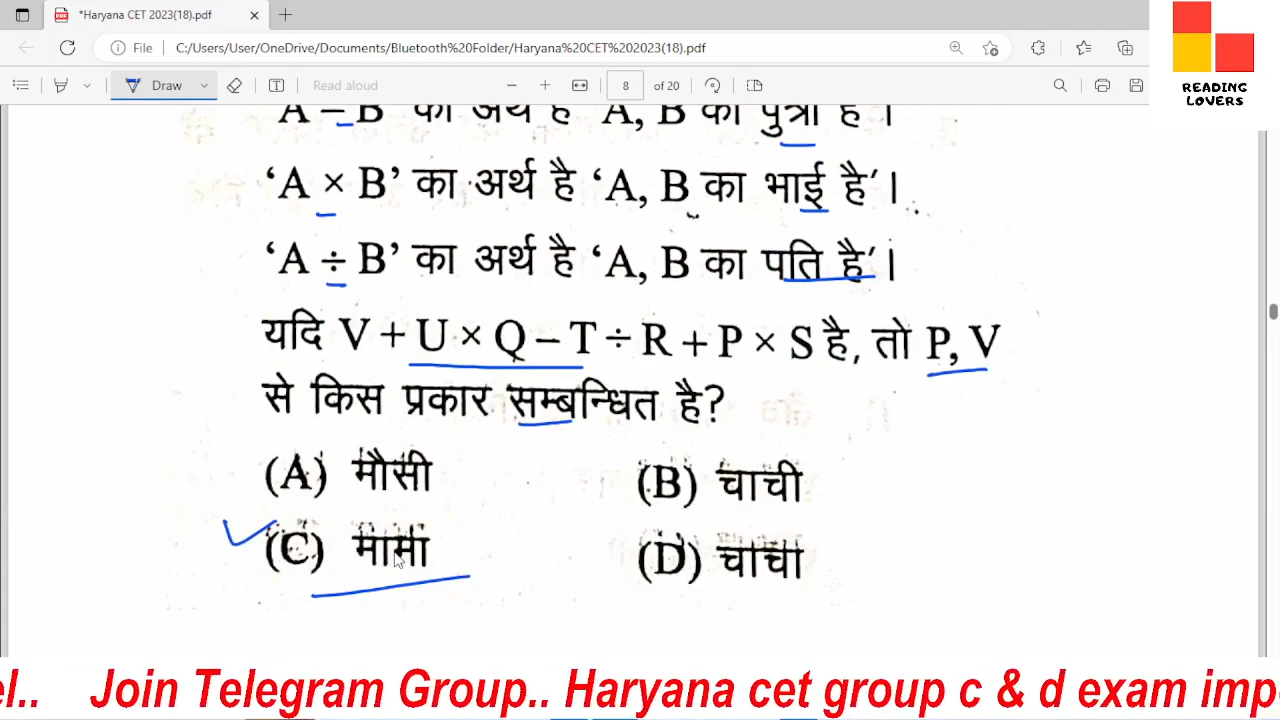 *Haryana CET 2023(18).pdf
File C:/Users/User/OneDrive/Documents/Bluetooth%20Folder/Haryana%20CET%202023(18).pdf
Draw Read aloud 8 of 20
READING
LOVERS
A – B’ का अर्थ है ‘A, B की पुत्री है’।
‘A × B’ का अर्थ है ‘A, B का भाई है’।
‘A ÷ B’ का अर्थ है ‘A, B का पति है’।
यदि V + U × Q – T ÷ R + P × S है, तो P, V
से किस प्रकार सम्बन्धित है?
(A) मौसी (B) चाची
(C) मामा (D) चाचा
el.. Join Telegram Group.. Haryana cet group c & d exam imp